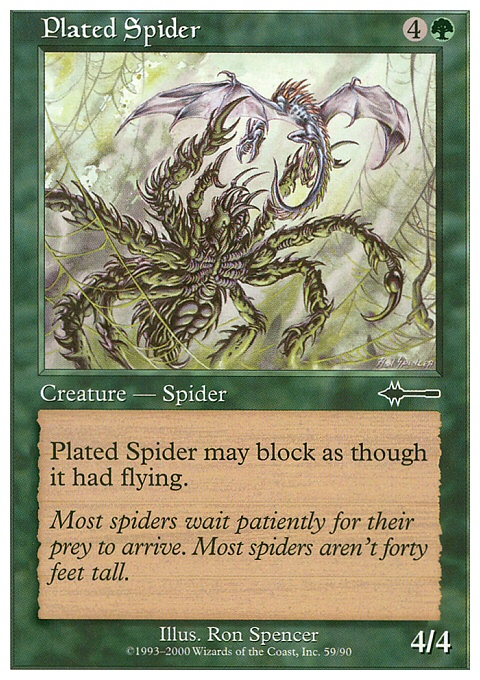 Plated Spider 4
Creature — Spider
Plated Spider may block as though
it had flying.
Most spiders wait patiently for their
prey to arrive. Most spiders aren't forty
feet tall.
Illus. Ron Spencer
©1993–2000 Wizards of the Coast, Inc. 59/90
4/4